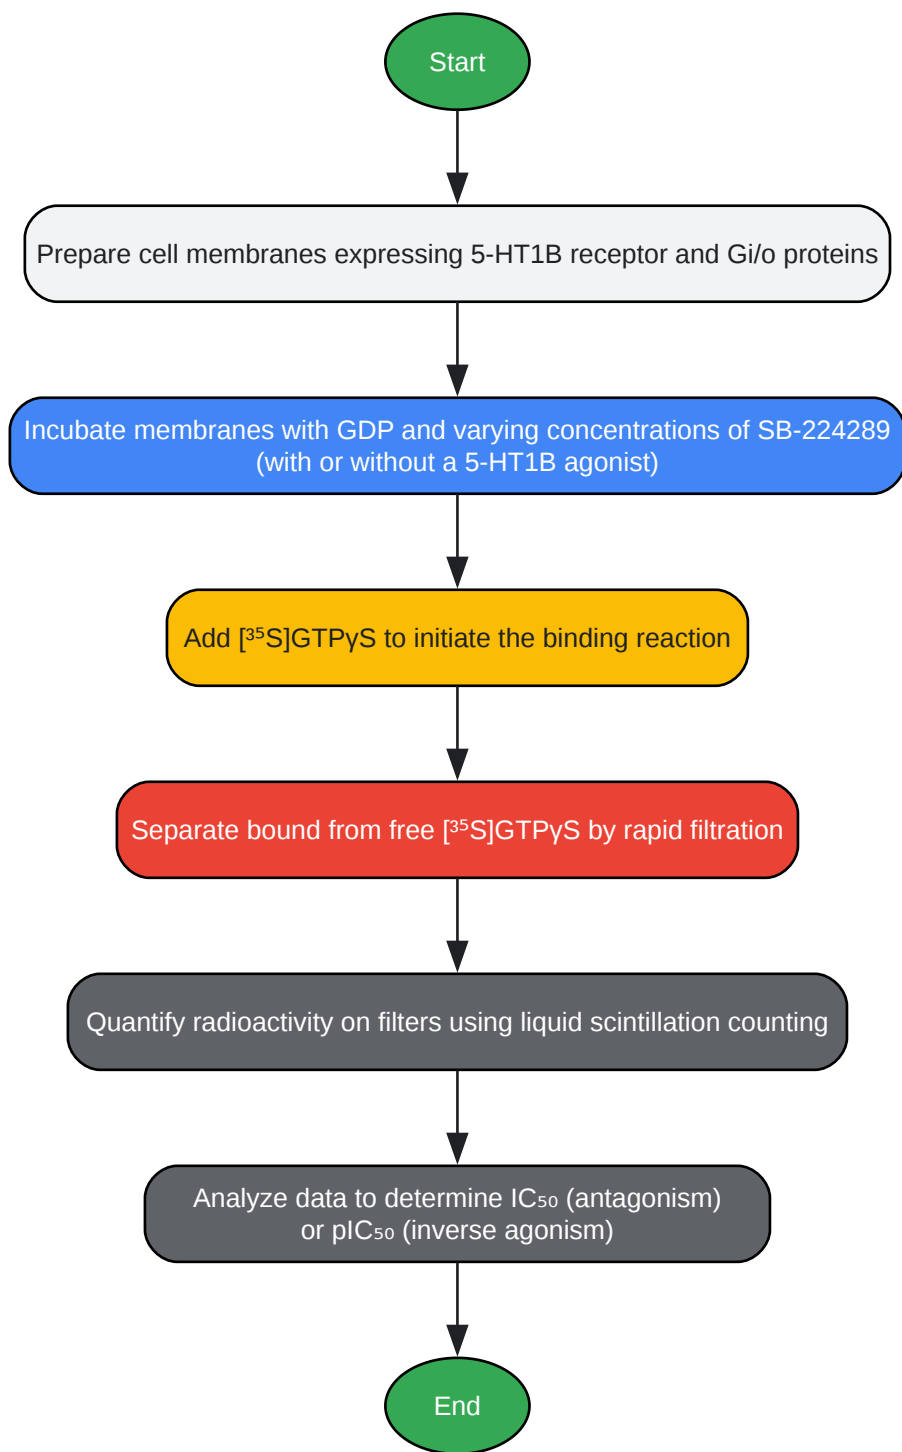 Start
Prepare cell membranes expressing 5-HT1B receptor and Gi/o proteins
Incubate membranes with GDP and varying concentrations of SB-224289
(with or without a 5-HT1B agonist)
Add [³⁵S]GTPγS to initiate the binding reaction
Separate bound from free [³⁵S]GTPγS by rapid filtration
Quantify radioactivity on filters using liquid scintillation counting
Analyze data to determine IC₅₀ (antagonism)
or pIC₅₀ (inverse agonism)
End